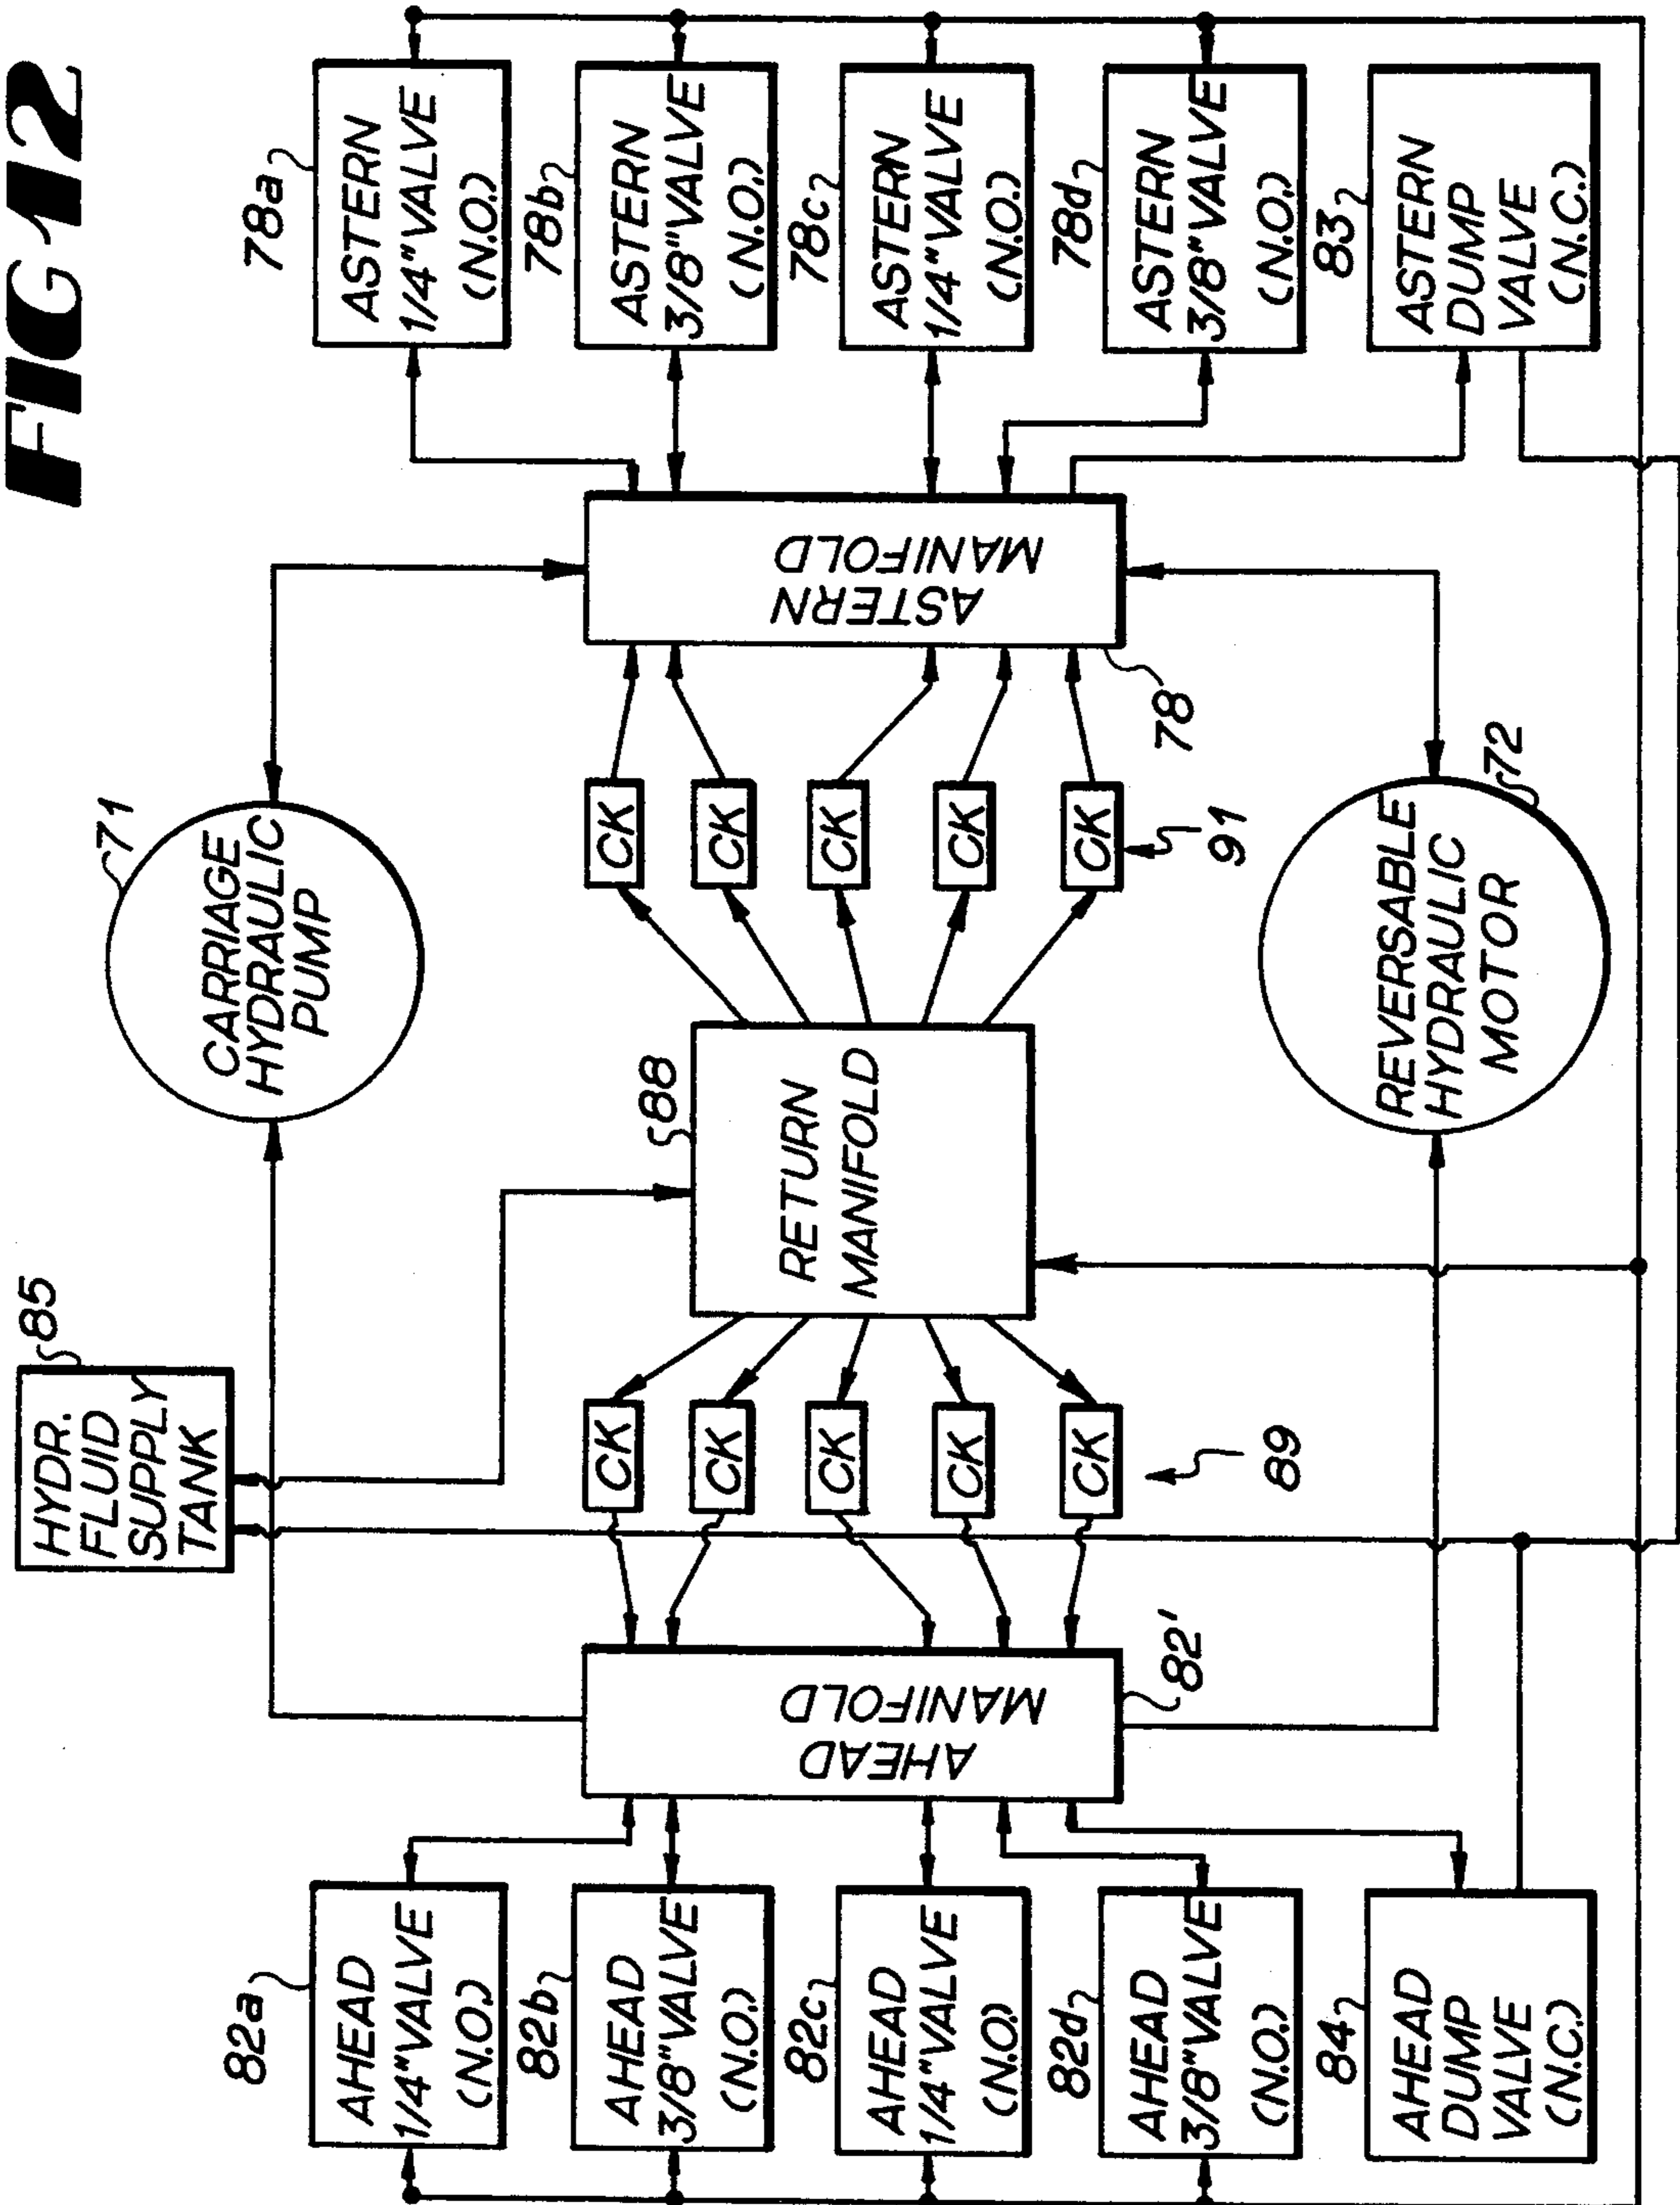 FIG 12
HYDR.
FLUID
SUPPLY
TANK
85
CARRIAGE
HYDRAULIC
PUMP
71
82a
AHEAD
1/4" VALVE
(N.O.)
82b
AHEAD
3/8" VALVE
(N.O.)
82c
AHEAD
1/4" VALVE
(N.O.)
82d
AHEAD
3/8" VALVE
(N.O.)
84
AHEAD
DUMP
VALVE
(N.C.)
AHEAD
MANIFOLD
82'
CK
CK
CK
CK
CK
89
RETURN
MANIFOLD
88
CK
CK
CK
CK
CK
91
ASTERN
MANIFOLD
78
REVERSABLE
HYDRAULIC
MOTOR
72
78a
ASTERN
1/4" VALVE
(N.O.)
78b
ASTERN
3/8" VALVE
(N.O.)
78c
ASTERN
1/4" VALVE
(N.O.)
78d
ASTERN
3/8" VALVE
(N.O.)
83
ASTERN
DUMP
VALVE
(N.C.)